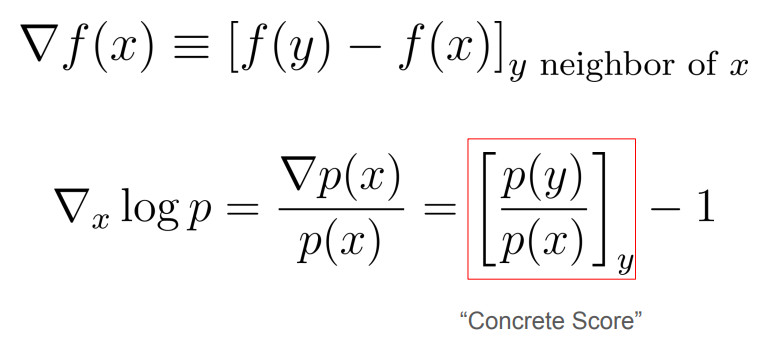 ∇f(x) ≡ [f(y) − f(x)]_{y neighbor of x}
∇_x log p = ∇p(x) / p(x) = [p(y) / p(x)]_y − 1
“Concrete Score”